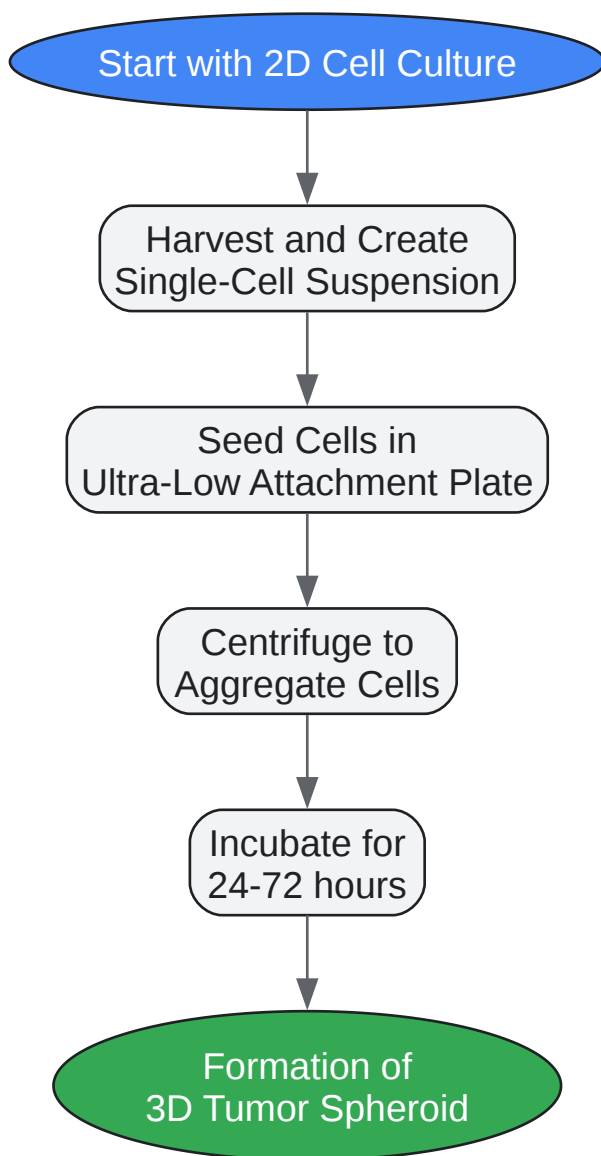 Start with 2D Cell Culture
Harvest and Create
Single-Cell Suspension
Seed Cells in
Ultra-Low Attachment Plate
Centrifuge to
Aggregate Cells
Incubate for
24-72 hours
Formation of
3D Tumor Spheroid